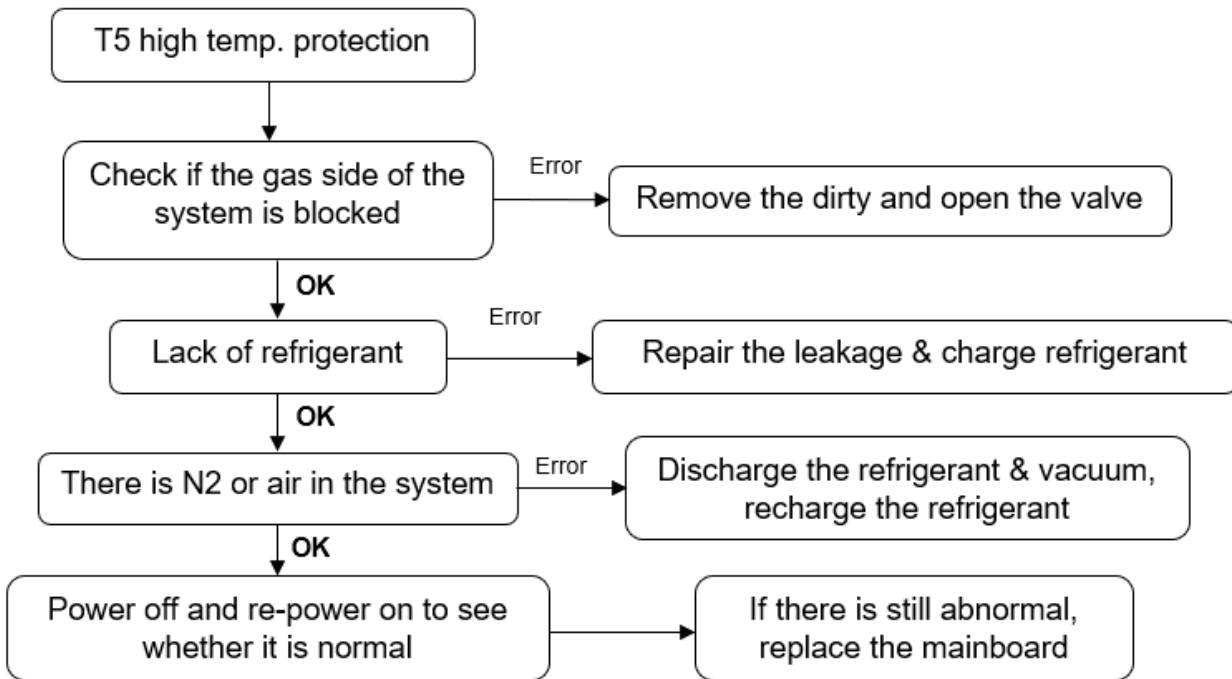 T5 high temp. protection
Check if the gas side of the
system is blocked
Error
Remove the dirty and open the valve
OK
Lack of refrigerant
Error
Repair the leakage & charge refrigerant
OK
There is N2 or air in the system
Error
Discharge the refrigerant & vacuum,
recharge the refrigerant
OK
Power off and re-power on to see
whether it is normal
If there is still abnormal,
replace the mainboard